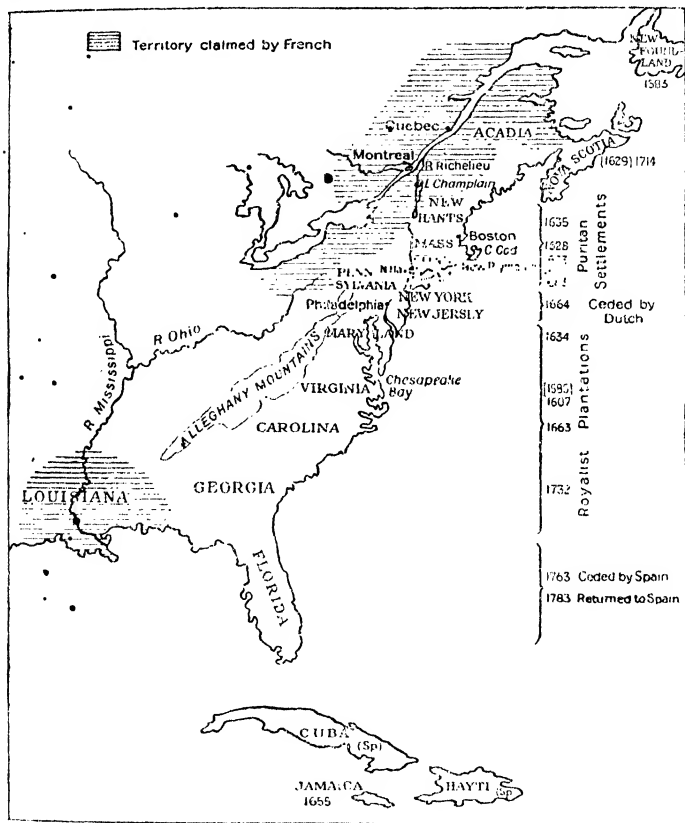 Territory claimed by French
NEW
FOUND
LAND
1583
Quebec
ACADIA
Montreal
R Richelieu
L Champlain
NOVA SCOTIA
(1629) 1714
NEW
HANTS
1635
MASS
Boston
C Cod
1628
Puritan
Settlements
PENN
SYLVANIA
Philadelphia
NEW YORK
NEW JERSLY
1664
Ceded by
Dutch
MARYLAND
1634
R Ohio
R Mississippi
ALLEGHANY MOUNTAINS
VIRGINIA
Chesapeake
Bay
1607
CAROLINA
1663
Royalist Plantations
GEORGIA
1732
LOUISIANA
FLORIDA
1763 Ceded by Spain
1783 Returned to Spain
CUBA
(Sp)
JAMAICA
1655
HAYTI
(Sp